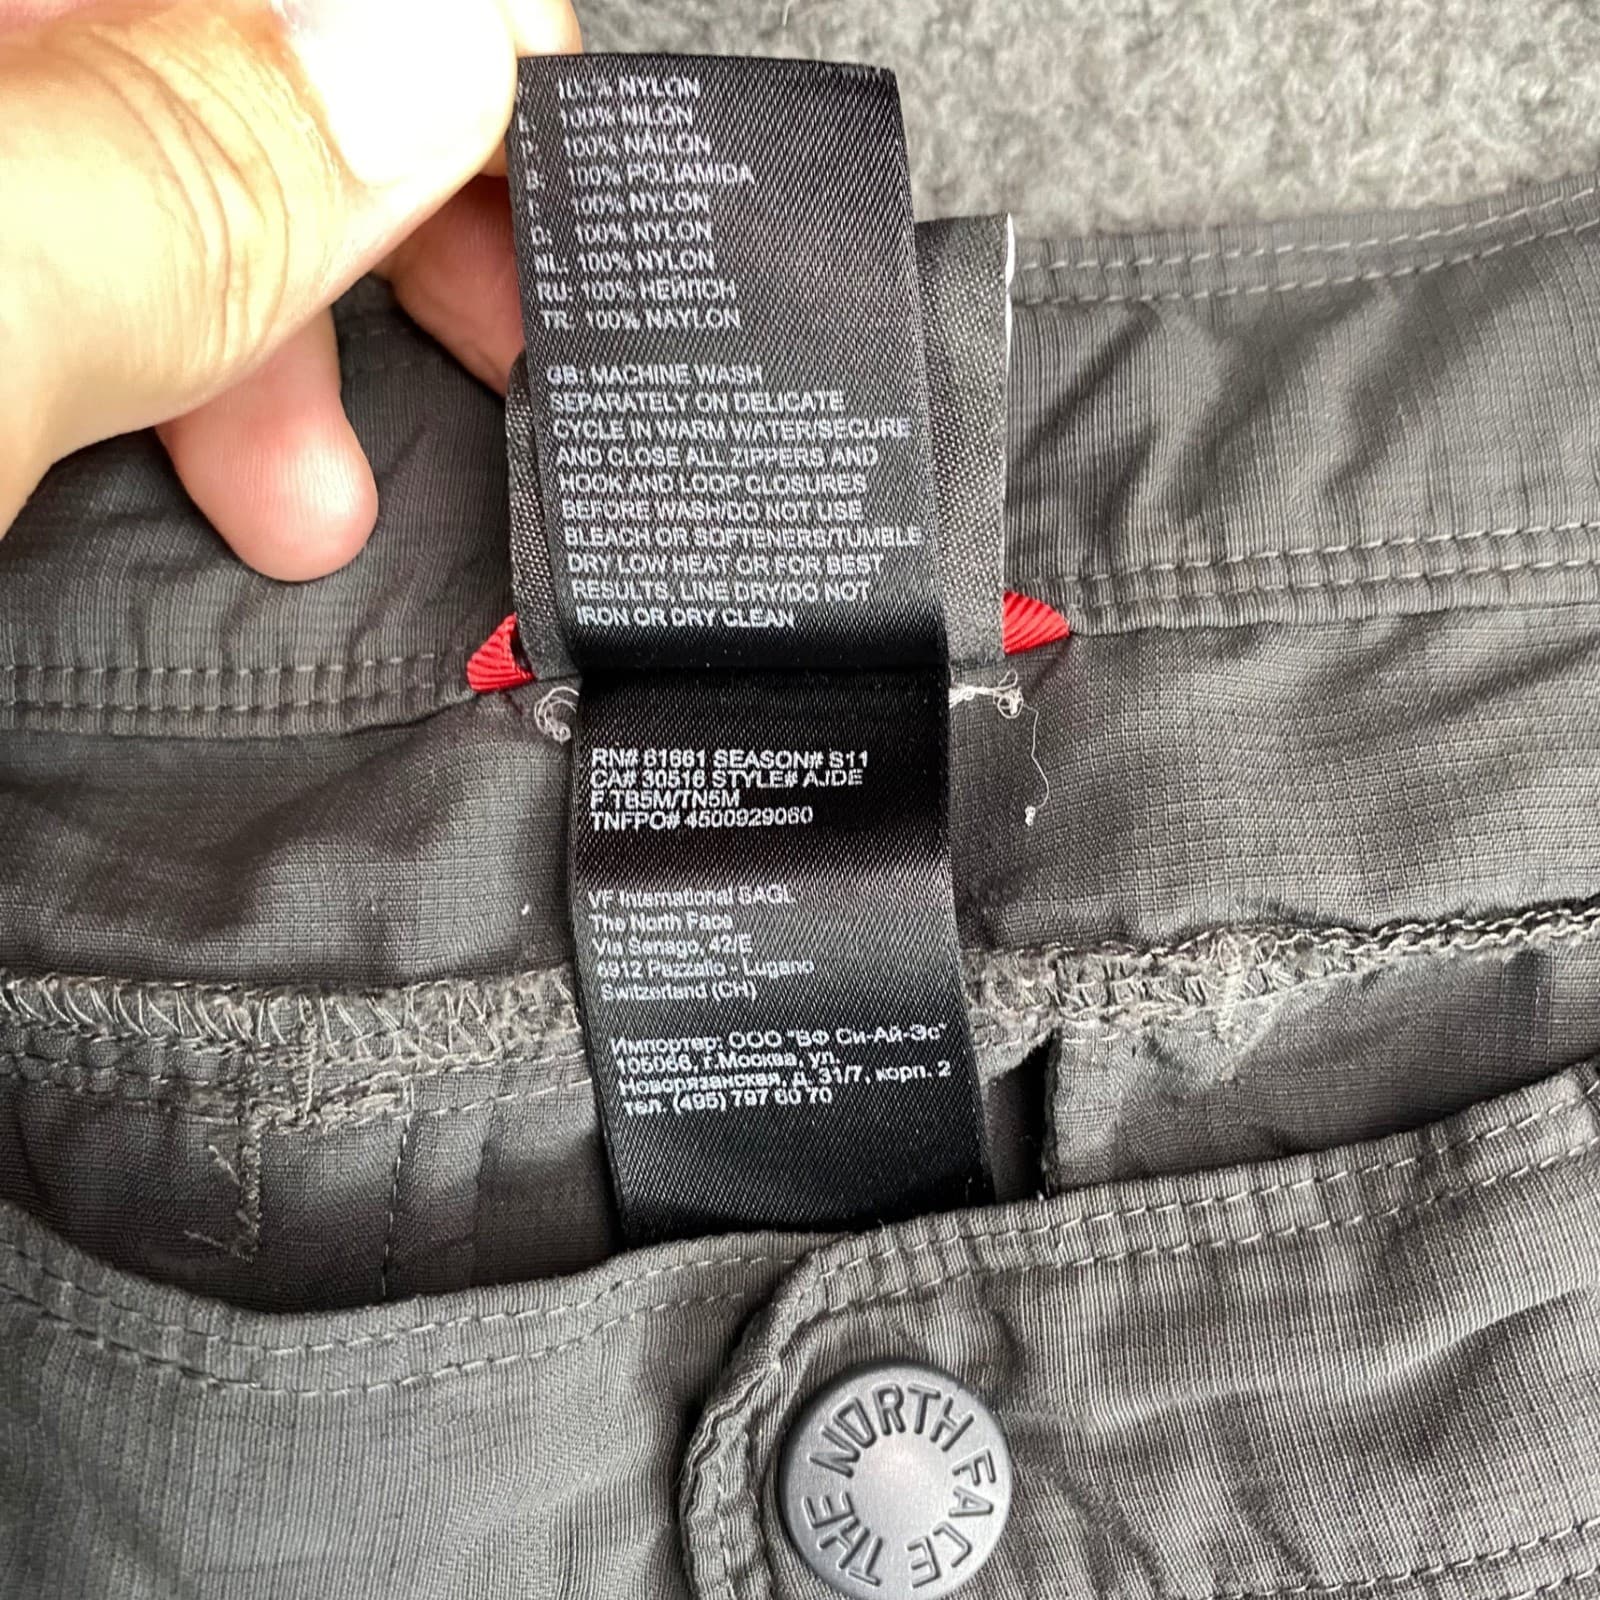 100% NYLON
100% NILON
100% NAILON
100% POLIAMIDA
100% NYLON
D: 100% NYLON
NL: 100% NYLON
RU: 100% НЕЙЛОН
TR: 100% NAYLON
GB: MACHINE WASH
SEPARATELY ON DELICATE
CYCLE IN WARM WATER/SECURE
AND CLOSE ALL ZIPPERS AND
HOOK AND LOOP CLOSURES
BEFORE WASH/DO NOT USE
BLEACH OR SOFTENERS/TUMBLE
DRY LOW HEAT OR FOR BEST
RESULTS, LINE DRY/DO NOT
IRON OR DRY CLEAN
RN# 61661 SEASON# S11
CA# 30516 STYLE# AJDE
F.TB5M/TN5M
TNFPO# 4500929060
VF International SAGL
The North Face
Via Senago, 42/E
6912 Pazzallo - Lugano
Switzerland (CH)
Импортер: ООО "ВФ Си-Ай-Эс"
105066, г.Москва, ул.
Новорязанская, д. 31/7, корп. 2
тел. (495) 797 60 70
THE NORTH FACE